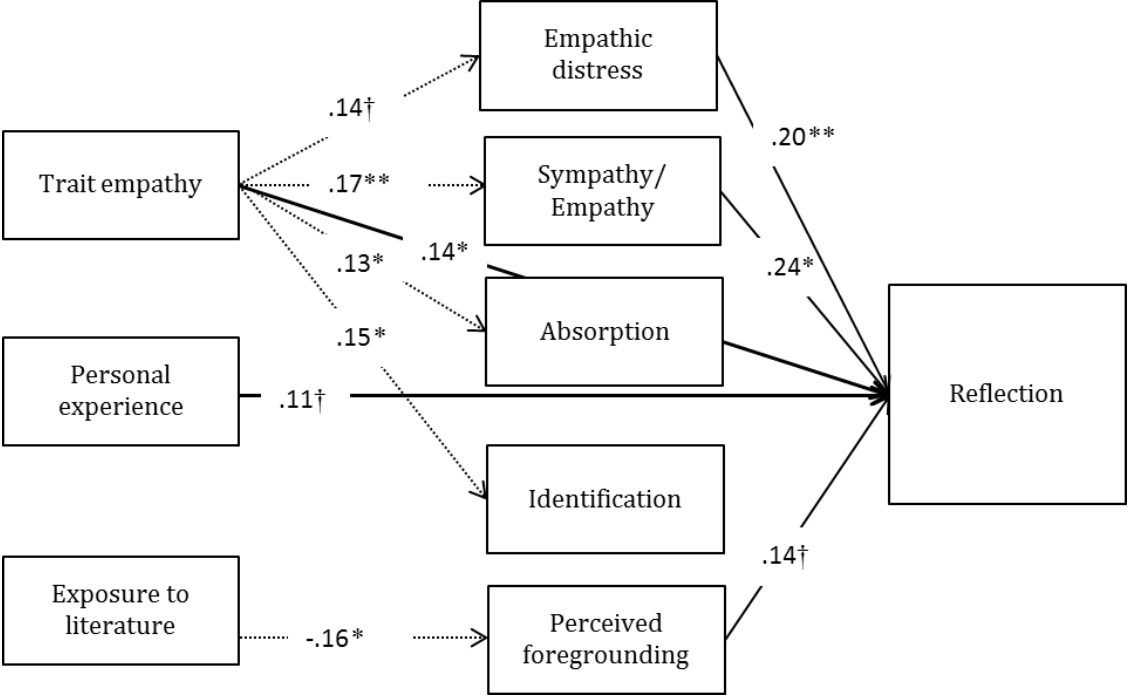 Empathic
distress
.14†
.20**
Trait empathy
.17**
Sympathy/
Empathy
.14*
.13*
.24*
.15*
Absorption
Personal
experience
.11†
Reflection
Identification
.14†
Exposure to
literature
-.16*
Perceived
foregrounding